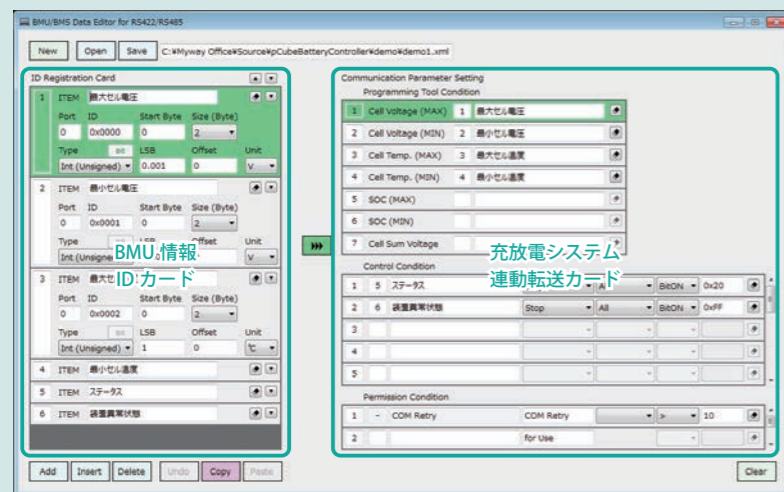 BMU/BMS Data Editor for RS422/RS485
New Open Save C:¥Myway Office¥Source¥pCubeBatteryController¥demo¥demo1.xml
ID Registration Card
1 ITEM 最大セル電圧
Port ID Start Byte Size (Byte)
0 0x0000 0 2
Type Bit LSB Offset Unit
Int (Unsigned) 0.001 0 V
2 ITEM 最小セル電圧
Port ID Start Byte Size (Byte)
0 0x0001 0 2
Type Offset Unit
Int (Unsigned) V
BMU 情報
ID カード
3 ITEM
Port ID Start Byte Size (Byte)
0 0x0002 0 2
Type Bit LSB Offset Unit
Int (Unsigned) 1 0 ℃
4 ITEM 最小セル温度
5 ITEM ステータス
6 ITEM 装置異常状態
Add Insert Delete Undo Copy Paste
Communication Parameter Setting
Programming Tool Condition
1 Cell Voltage (MAX) 1 最大セル電圧
2 Cell Voltage (MIN) 2 最小セル電圧
3 Cell Temp. (MAX) 3 最大セル温度
4 Cell Temp. (MIN) 4 最小セル温度
5 SOC (MAX)
6 SOC (MIN)
7 Cell Sum Voltage
充放電システム
連動転送カード
Control Condition
1 5 ステータス BitON 0x20
2 6 装置異常状態 Stop All BitON 0xFF
3
4
5
Permission Condition
1 - COM Retry COM Retry > 10
2 for Use
Clear